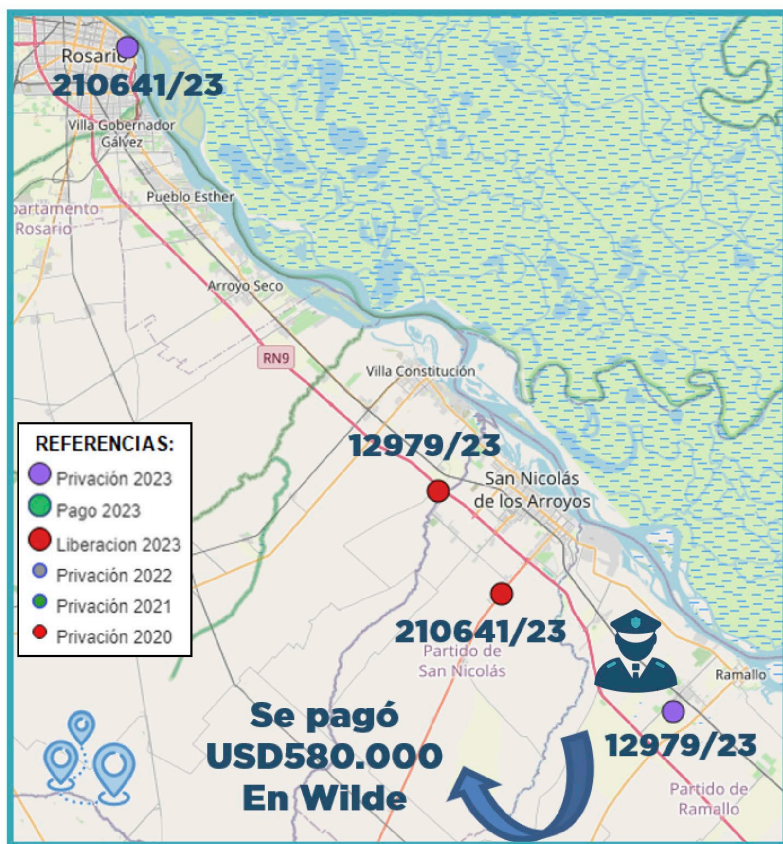 Rosario
210641/23
Villa Gobernador
Gálvez
partamento
Rosario
Pueblo Esther
Arroyo Seco
RN9
Villa Constitución
REFERENCIAS:
Privación 2023
Pago 2023
Liberacion 2023
Privación 2022
Privación 2021
Privación 2020
12979/23
San Nicolás
de los Arroyos
210641/23
Partido de
San Nicolás
Ramallo
12979/23
Se pagó
USD580.000
En Wilde
Partido de
Ramallo